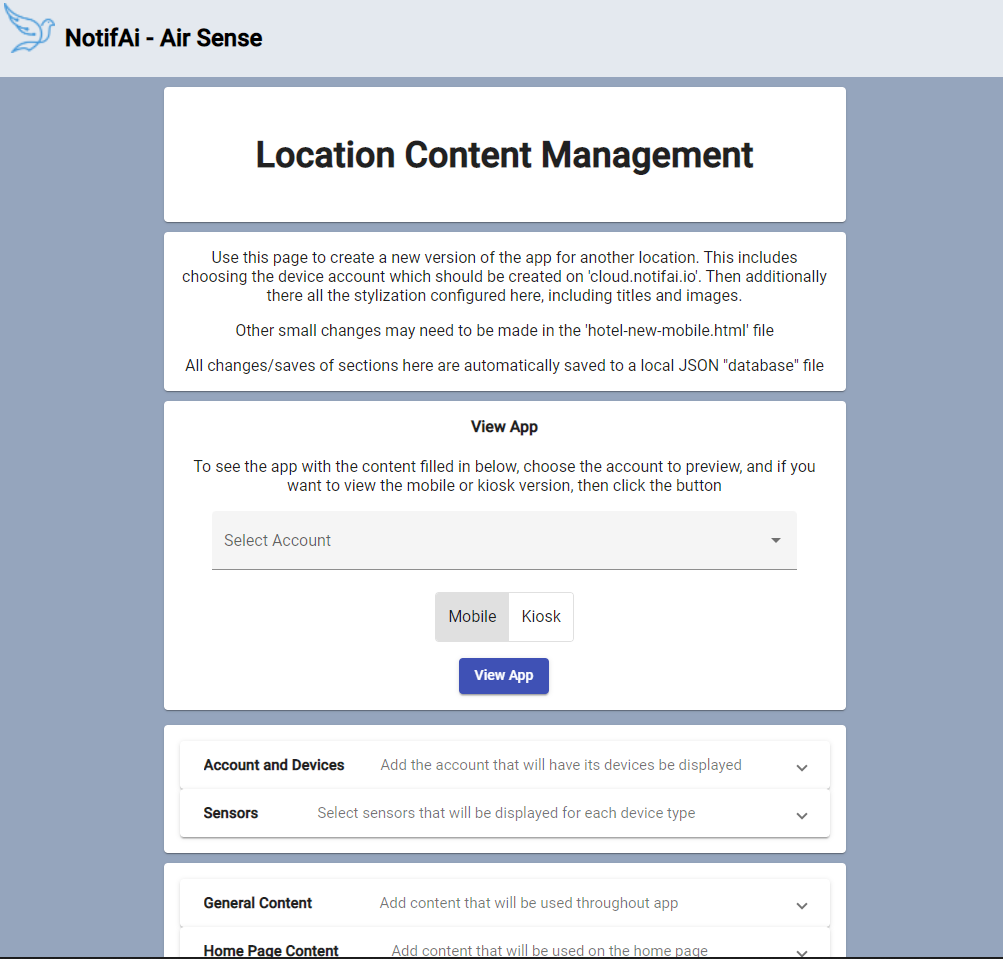 NotifAi - Air Sense
Location Content Management
Use this page to create a new version of the app for another location. This includes
choosing the device account which should be created on 'cloud.notifai.io'. Then additionally
there all the stylization configured here, including titles and images.
Other small changes may need to be made in the 'hotel-new-mobile.html' file
All changes/saves of sections here are automatically saved to a local JSON "database" file
View App
To see the app with the content filled in below, choose the account to preview, and if you
want to view the mobile or kiosk version, then click the button
Select Account
Mobile Kiosk
View App
Account and Devices Add the account that will have its devices be displayed
Sensors Select sensors that will be displayed for each device type
General Content Add content that will be used throughout app
Home Page Content Add content that will be used on the home page